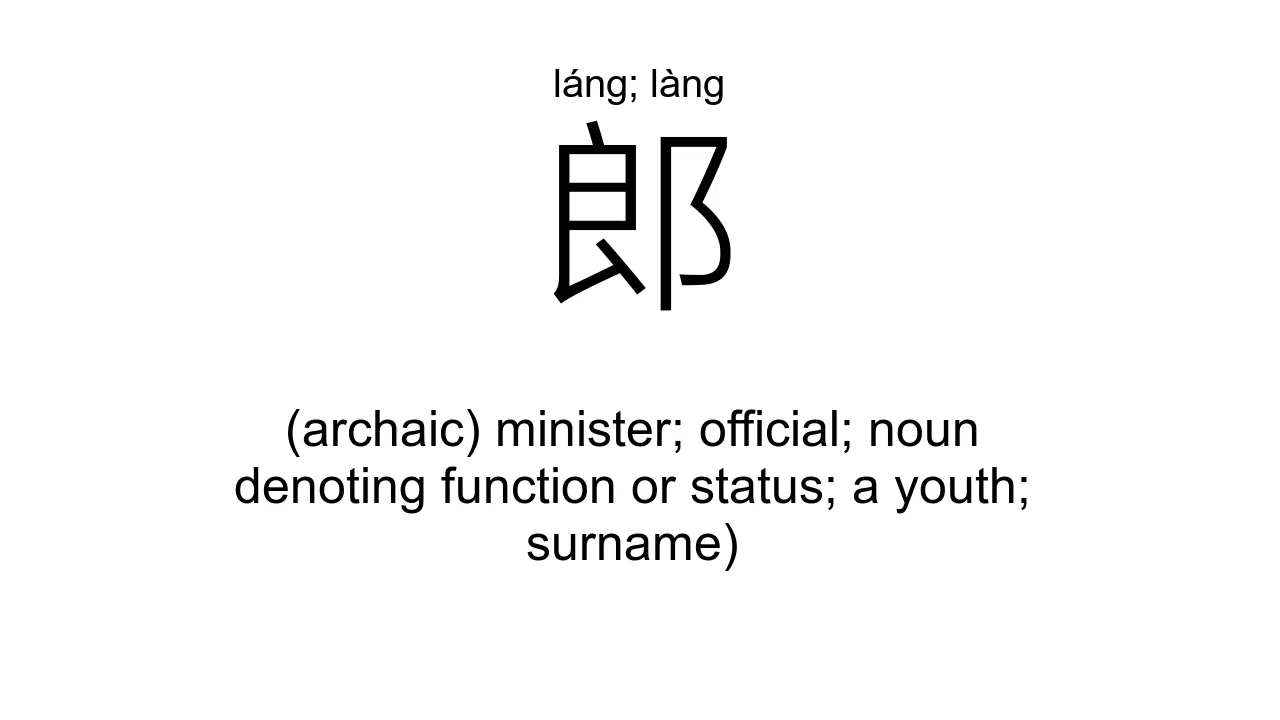 láng; làng
郎
(archaic) minister; official; noun
denoting function or status; a youth;
surname)